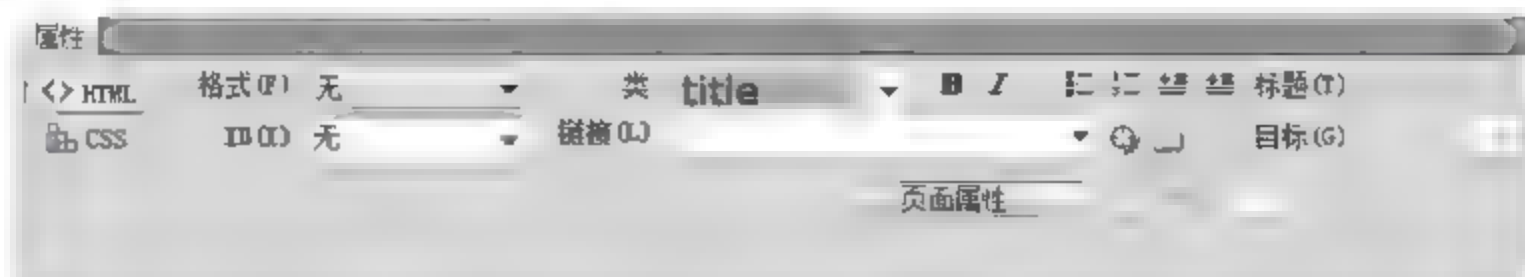 属性
<> HTML 格式(F) 无 类 title B I 标题(T)
CSS ID(I) 无 链接(L) 目标(G)
页面属性